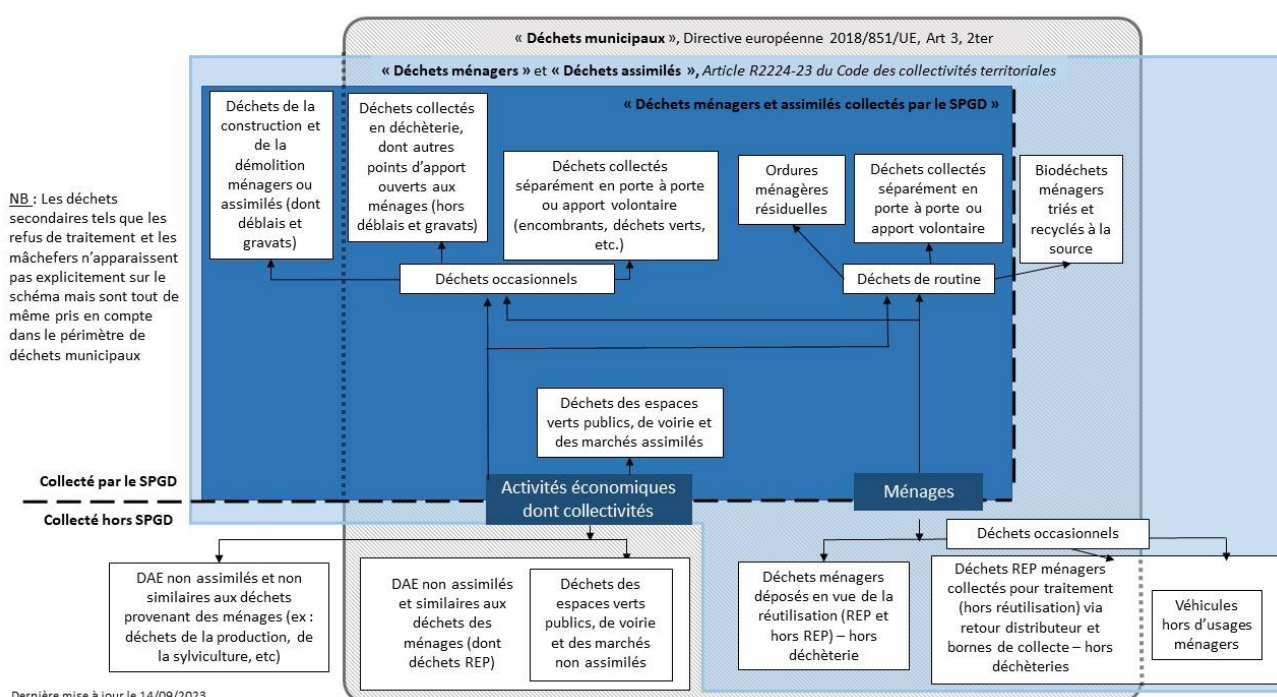 « Déchets municipaux », Directive européenne 2018/851/UE, Art 3, 2ter
« Déchets ménagers » et « Déchets assimilés », Article R2224-23 du Code des collectivités territoriales
« Déchets ménagers et assimilés collectés par le SPGD »
Déchets de la
construction et
de la
démolition
ménagers ou
assimilés (dont
déblais et
gravats)
Déchets collectés
en déchèterie,
dont autres
points d'apport
ouverts aux
ménages (hors
déblais et gravats)
Déchets collectés
séparément en porte à porte
ou apport volontaire
(encombrants, déchets verts,
etc.)
Ordures
ménagères
résiduelles
Déchets collectés
séparément en
porte à porte ou
apport volontaire
Biodéchets
ménagers
triés et
recyclés à la
source
NB : Les déchets
secondaires tels que les
refus de traitement et les
mâchefers n'apparaissent
pas explicitement sur le
schéma mais sont tout de
même pris en compte
dans le périmètre de
déchets municipaux
Déchets occasionnels
Déchets de routine
Déchets des espaces
verts publics, de voirie et
des marchés assimilés
Collecté par le SPGD
Collecté hors SPGD
Activités économiques
dont collectivités
Ménages
Déchets occasionnels
DAE non assimilés et non
similaires aux déchets
provenant des ménages (ex :
déchets de la production, de
la sylviculture, etc)
DAE non assimilés
et similaires aux
déchets des
ménages (dont
déchets REP)
Déchets des
espaces verts
publics, de voirie
et des marchés
non assimilés
Déchets ménagers
déposés en vue de la
réutilisation (REP et
hors REP) – hors
déchèterie
Déchets REP ménagers
collectés pour traitement
(hors réutilisation) via
retour distributeur et
bornes de collecte – hors
déchèteries
Véhicules
hors d'usages
ménagers
Dernière mise à jour le 14/09/2023